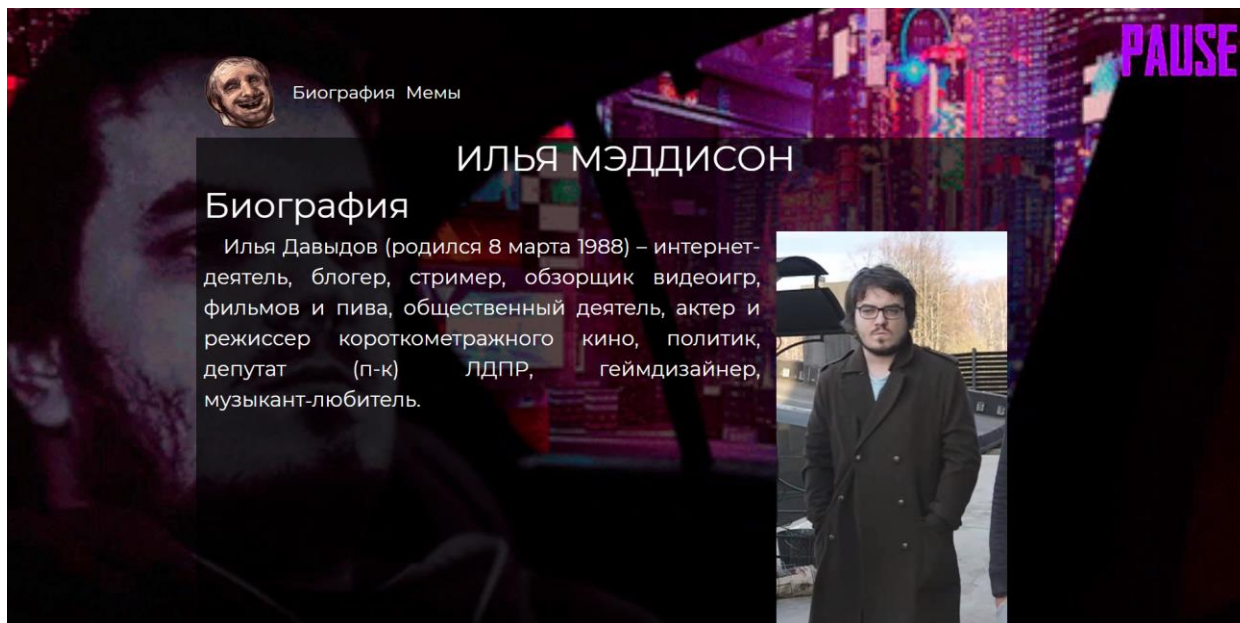 PAUSE
Биография Мемы
ИЛЬЯ МЭДДИСОН
Биография
Илья Давыдов (родился 8 марта 1988) – интернет-
деятель, блогер, стример, обзорщик видеоигр,
фильмов и пива, общественный деятель, актер и
режиссер короткометражного кино, политик,
депутат (п-к) ЛДПР, геймдизайнер,
музыкант-любитель.